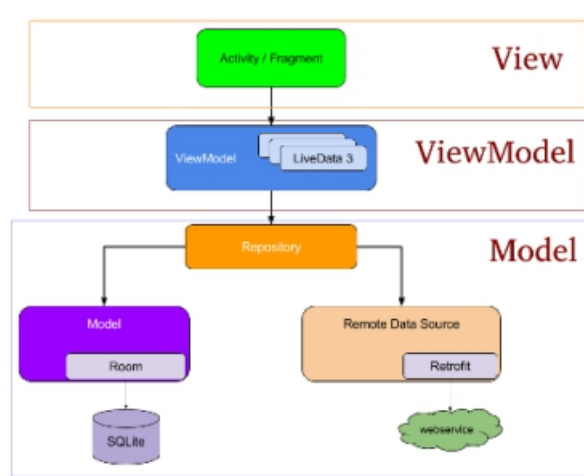 View
Activity / Fragment
ViewModel
ViewModel
LiveData 3
Model
Repository
Model
Remote Data Source
Room
Retrofit
SQLite
webservice